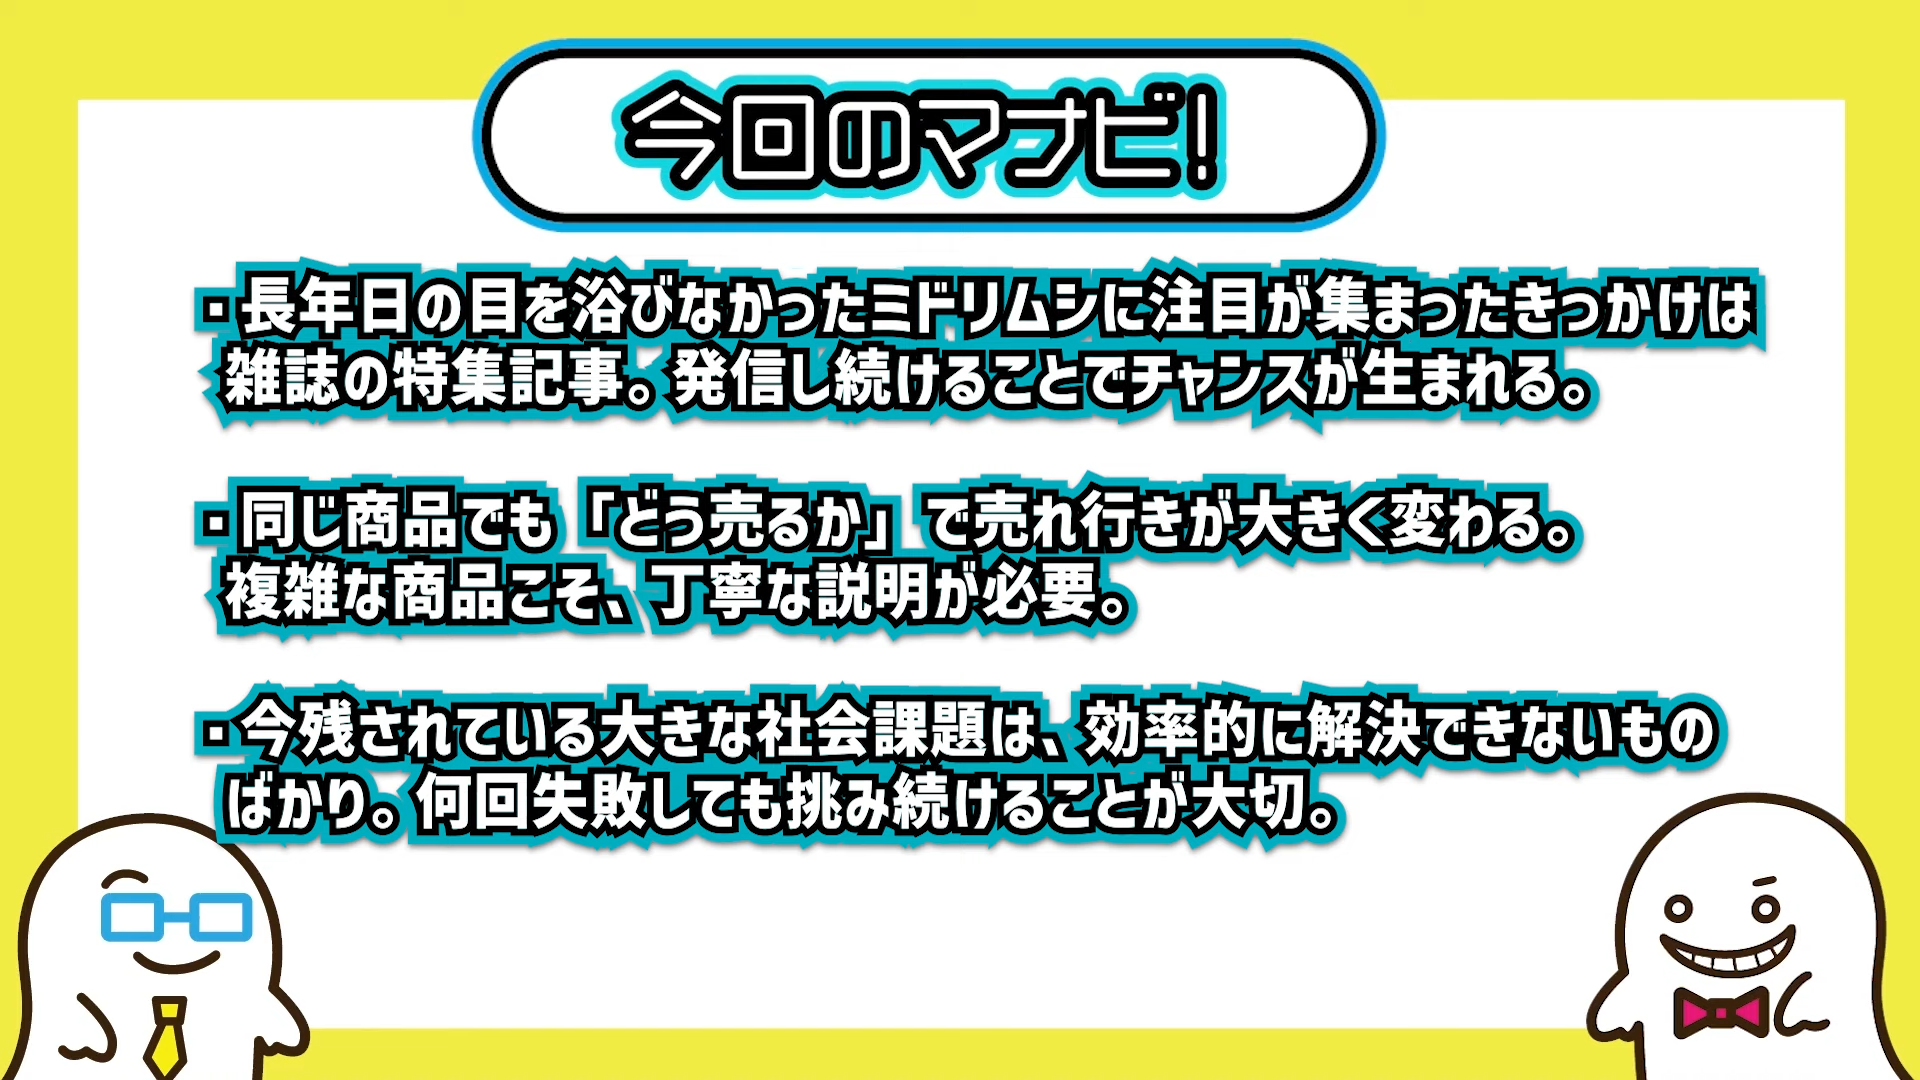 今回のマナビ!
・長年日の目を浴びなかったミドリムシに注目が集まったきっかけは
雑誌の特集記事。発信し続けることでチャンスが生まれる。
・同じ商品でも「どう売るか」で売れ行きが大きく変わる。
複雑な商品こそ、丁寧な説明が必要。
・今残されている大きな社会課題は、効率的に解決できないもの
ばかり。何回失敗しても挑み続けることが大切。